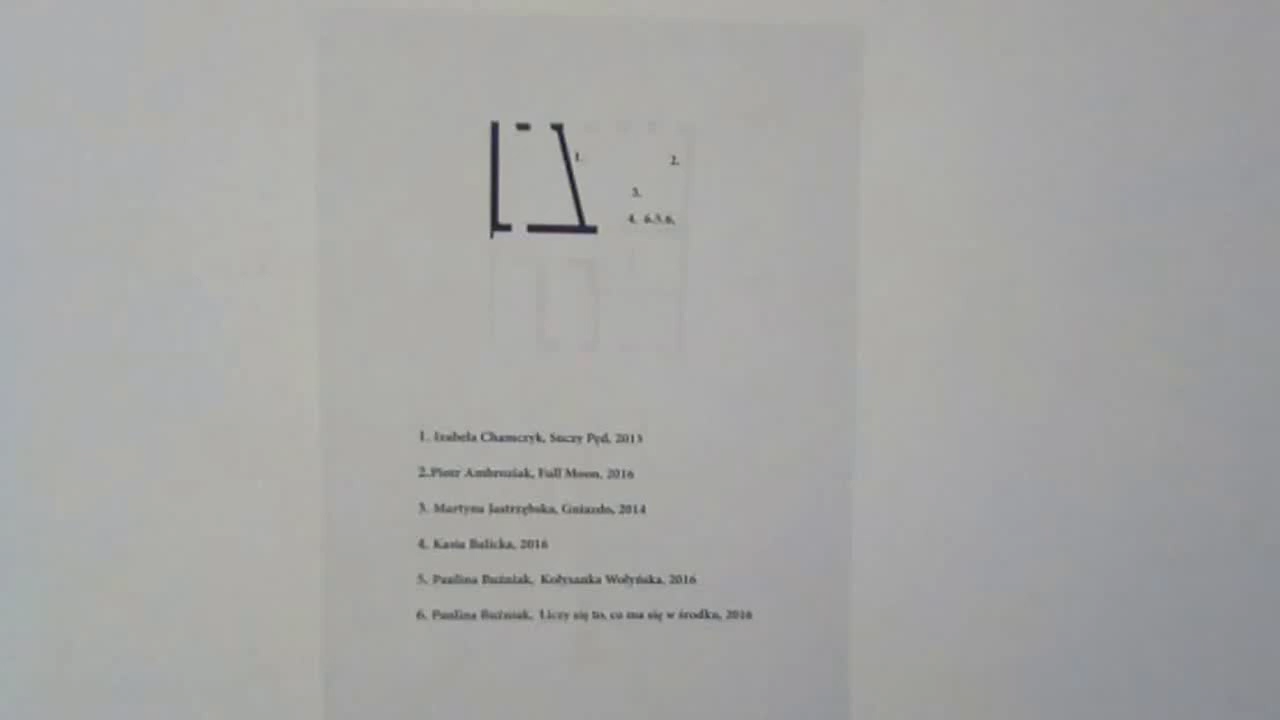 1.
2.
3.
4. 6.5.6.
1. Izabela Chamczyk, Suczy Pęd, 2013
2.Piotr Ambroziak, Full Moon, 2016
3. Martyna Jastrzębska, Gniazdo, 2014
4. Kasia Balicka, 2016
5. Paulina Buźniak, Kołysanka Wołyńska, 2016
6. Paulina Buźniak, Liczy się to, co ma się w środku, 2016